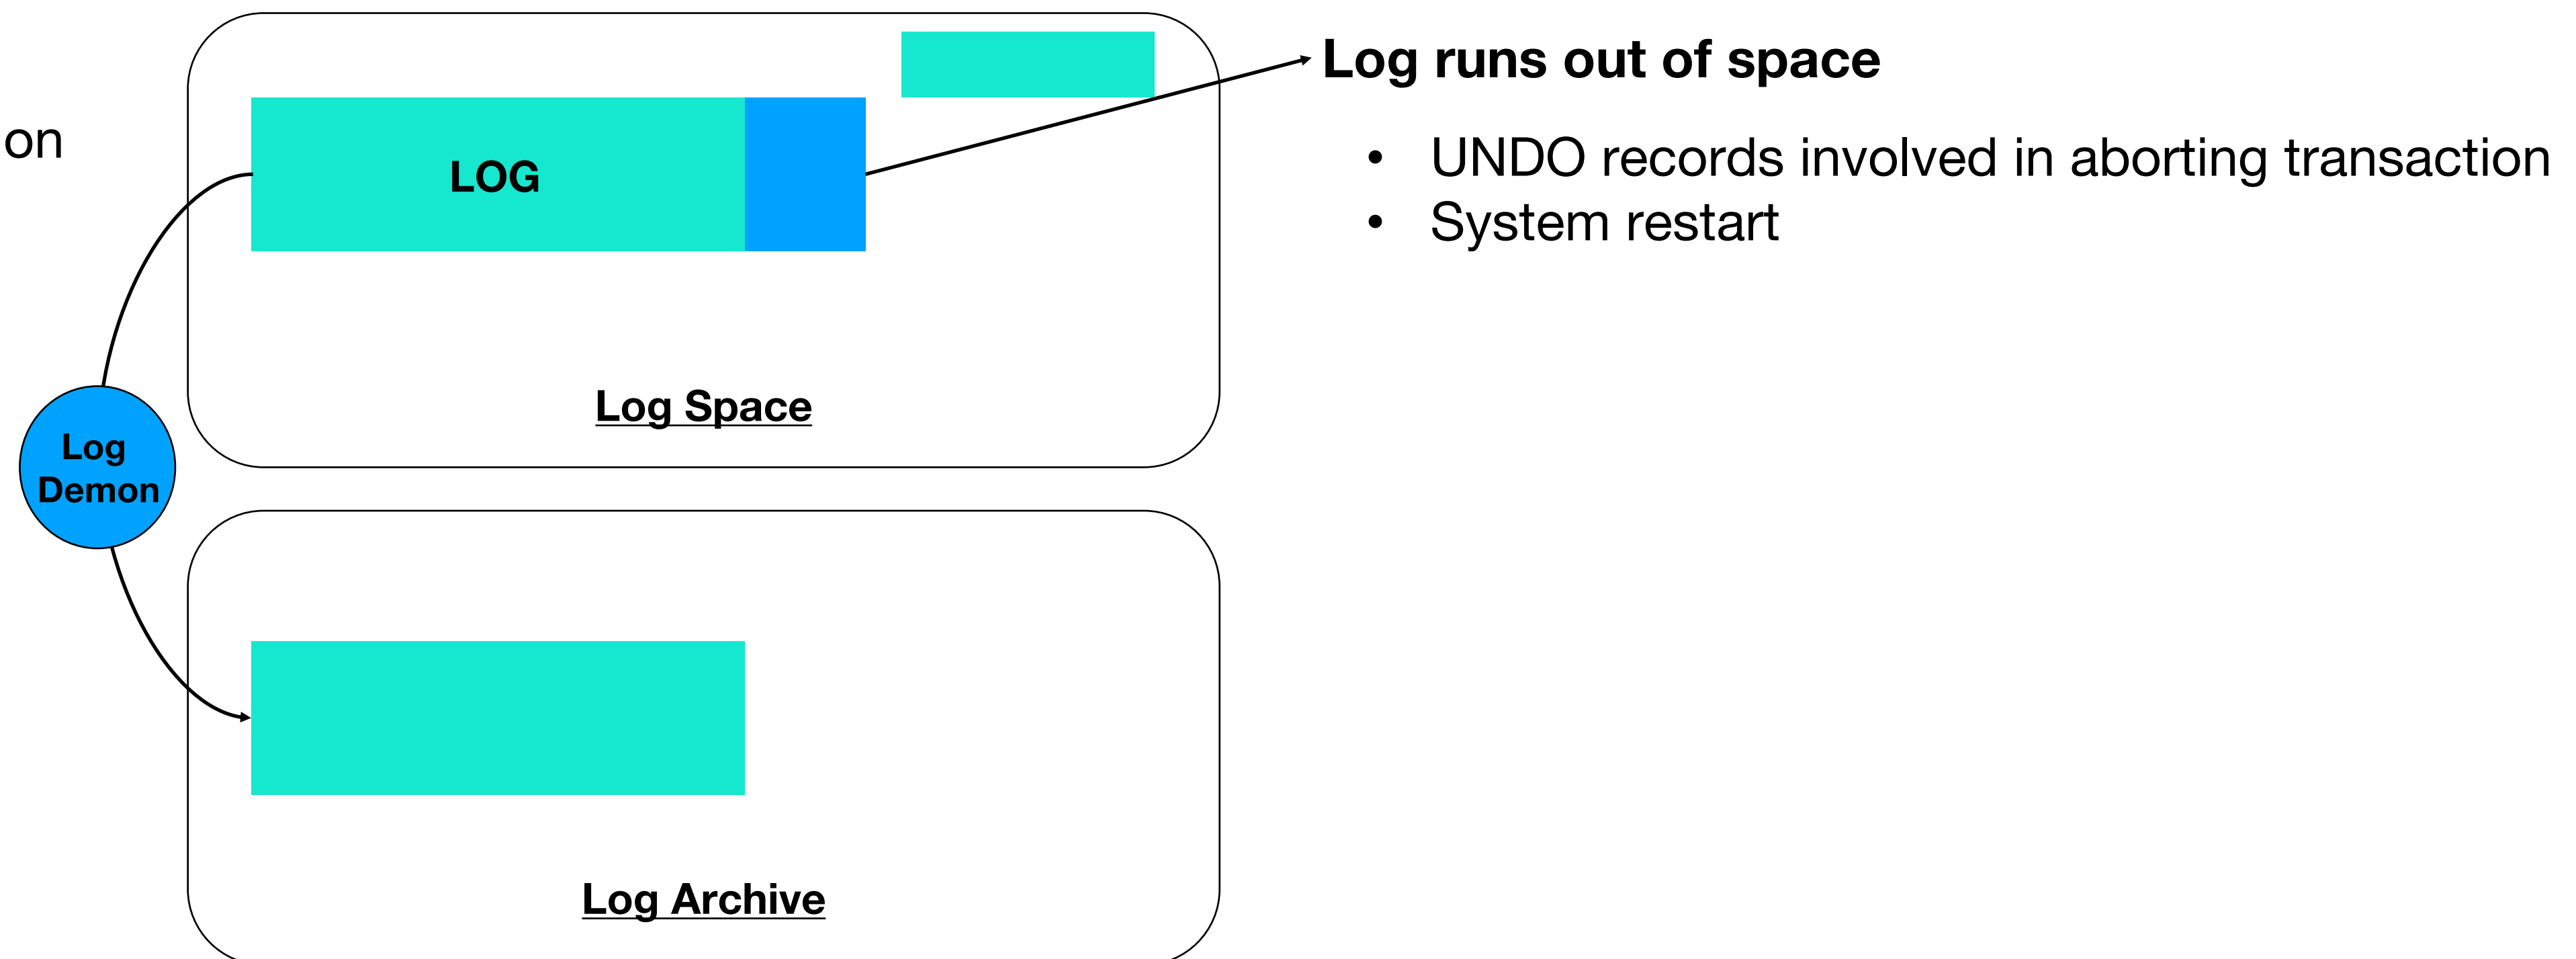 Log runs out of space
on
LOG
• UNDO records involved in aborting transaction
• System restart
Log Space
Log
Demon
Log Archive